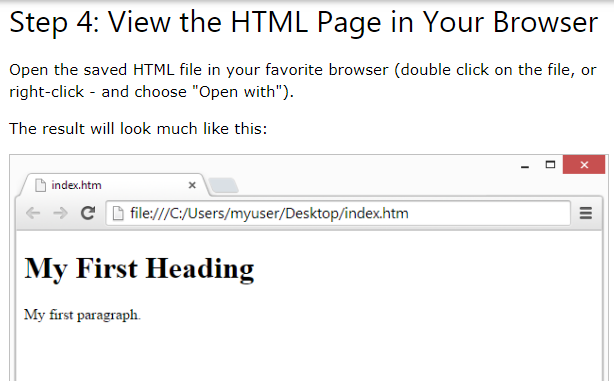 Step 4: View the HTML Page in Your Browser
Open the saved HTML file in your favorite browser (double click on the file, or
right-click - and choose "Open with").
The result will look much like this:
index.htm
file:///C:/Users/myuser/Desktop/index.htm
My First Heading
My first paragraph.